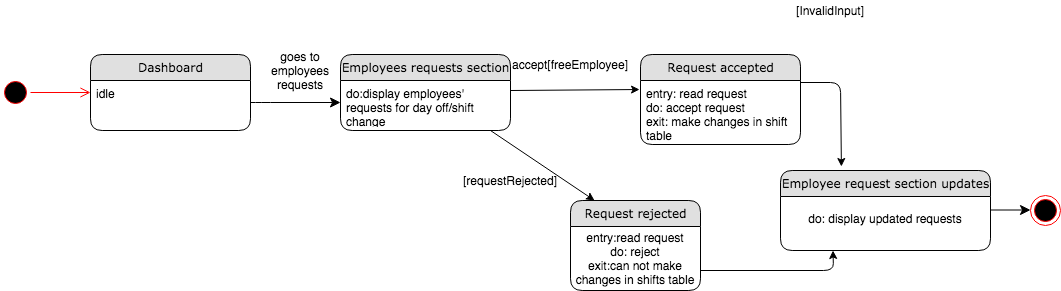 [InvalidInput]
Dashboard
idle
goes to
employees
requests
Employees requests section
do:display employees'
requests for day off/shift
change
accept[freeEmployee]
Request accepted
entry: read request
do: accept request
exit: make changes in shift
table
[requestRejected]
Request rejected
entry:read request
do: reject
exit:can not make
changes in shifts table
Employee request section updates
do: display updated requests